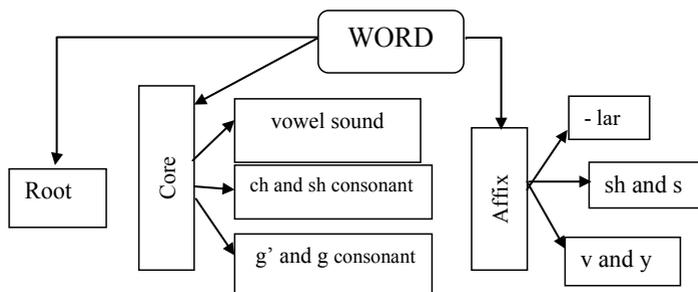 WORD
Root
Core
vowel sound
ch and sh consonant
g’ and g consonant
Affix
- lar
sh and s
v and y